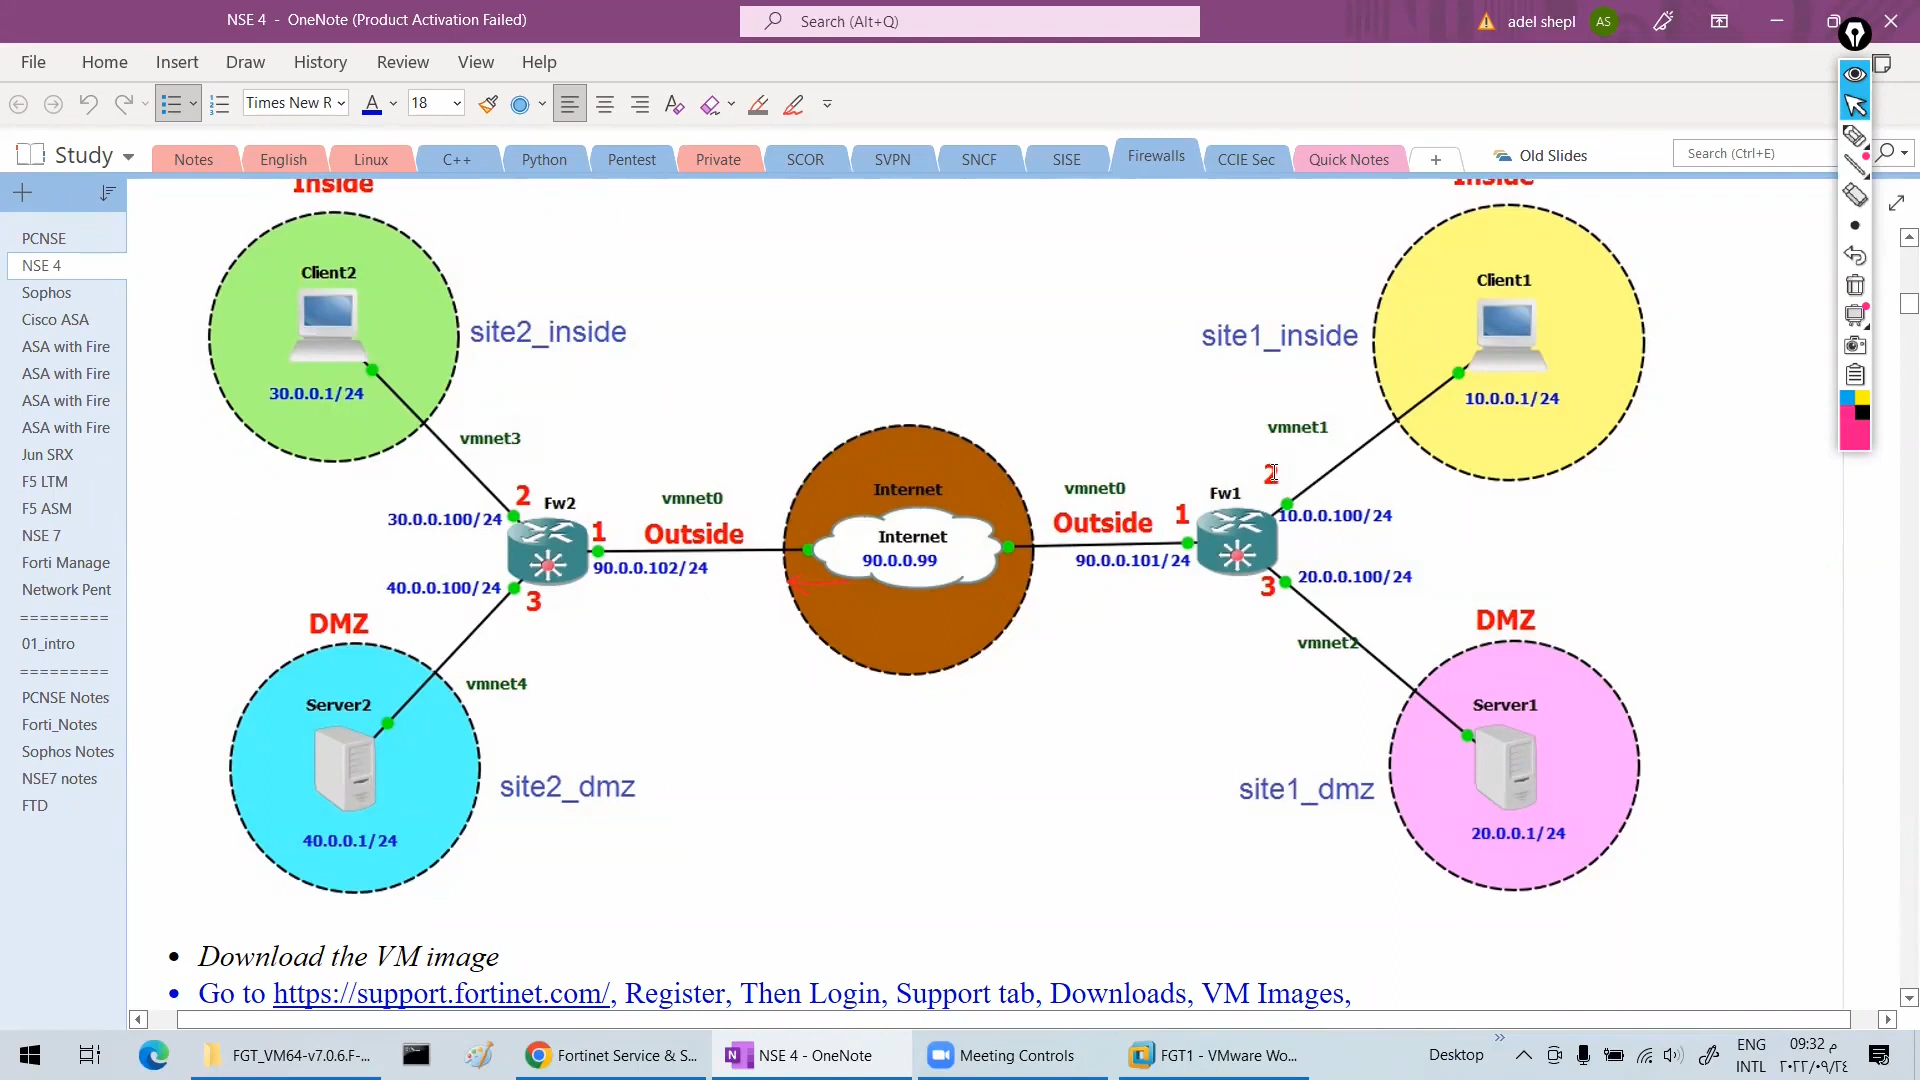 NSE 4 - OneNote (Product Activation Failed)
Search (Alt+Q)
adel shepl
AS
File Home Insert Draw History Review View Help
Times New R
A
18
Study
Notes English Linux C++ Python Pentest Private SCOR SVPN SNCF SISE Firewalls CCIE Sec Quick Notes + Old Slides
Search (Ctrl+E)
PCNSE
NSE 4
Sophos
Cisco ASA
ASA with Fire
ASA with Fire
ASA with Fire
ASA with Fire
Jun SRX
F5 LTM
F5 ASM
NSE 7
Forti Manage
Network Pent
=========
01_intro
=========
PCNSE Notes
Forti_Notes
Sophos Notes
NSE7 notes
FTD
Inside
Client2
30.0.0.1/24
site2_inside
vmnet3
2
Fw2
30.0.0.100/24
40.0.0.100/24
3
1
vmnet0
Outside
90.0.0.102/24
DMZ
Server2
40.0.0.1/24
vmnet4
site2_dmz
Internet
Internet
90.0.0.99
Inside
Client1
10.0.0.1/24
site1_inside
vmnet1
2
Fw1
10.0.0.100/24
vmnet0
Outside
1
90.0.0.101/24
3
20.0.0.100/24
vmnet2
DMZ
Server1
20.0.0.1/24
site1_dmz
• Download the VM image
• Go to https://support.fortinet.com/, Register, Then Login, Support tab, Downloads, VM Images,
FGT_VM64-v7.0.6.F-...
Fortinet Service & S...
NSE 4 - OneNote
Meeting Controls
FGT1 - VMware Wo...
Desktop
ENG
INTL
09:32 م
٢٠٢٢/٠٩/٢٤